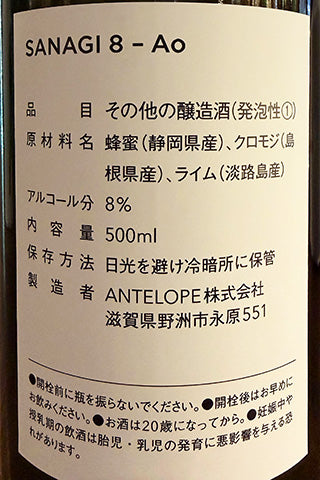 SANAGI 8 – Ao
品目 その他の醸造酒(発泡性①)
原材料名 蜂蜜(静岡県産)、クロモジ(島
根県産)、ライム(淡路島産)
アルコール分 8%
内容量 500ml
保存方法 日光を避け冷暗所に保管
製造者 ANTELOPE株式会社
滋賀県野洲市永原551
●開栓前に瓶を振らないでください。●開栓後はお早めに
お飲みください。●お酒は20歳になってから。●妊娠中や
授乳期の飲酒は胎児・乳児の発育に悪影響を与える恐
れがあります。